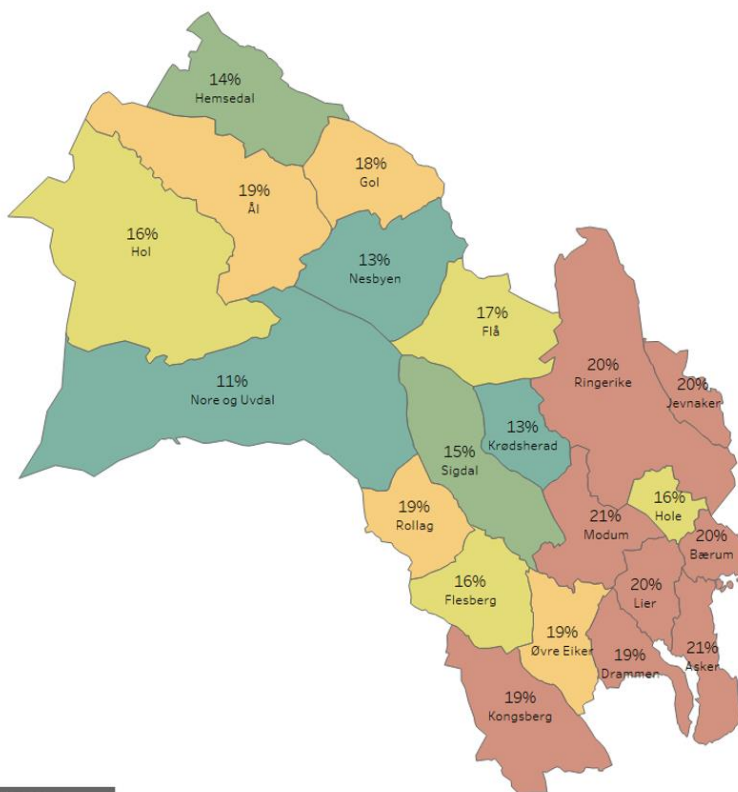 14%
Hemsedal
18%
Gol
19%
Ål
16%
Hol
13%
Nesbyen
17%
Flå
20%
Ringerike
20%
Jevnaker
11%
Nore og Uvdal
13%
Krødsherad
15%
Sigdal
16%
Hole
19%
Rollag
21%
Modum
20%
Bærum
16%
Flesberg
20%
Lier
19%
Øvre Eiker
19%
Drammen
21%
Asker
19%
Kongsberg